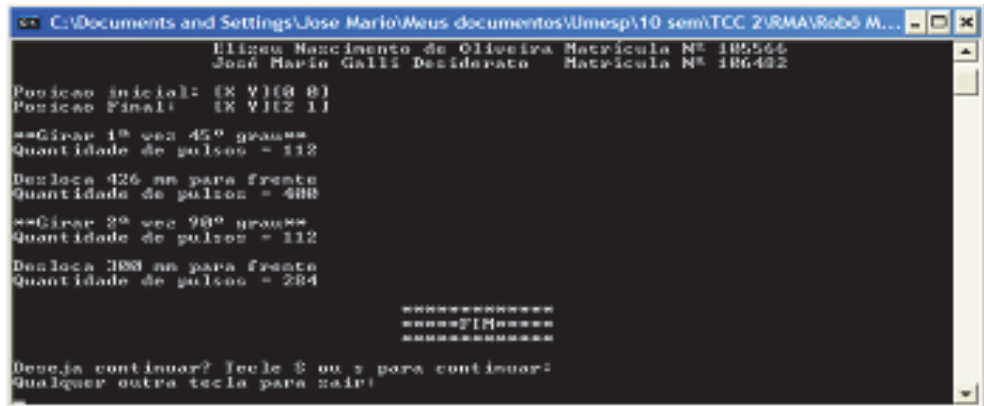 C:\Documents and Settings\Jose Mario\Meus documentos\Umesp\10 sem\TCC 2\RMA\Robô M...
Elizeu Nascimento de Oliveira Matrícula Nº 105566
José Mario Galli Desiderato Matrícula Nº 106482
Posicao inicial: [X Y][0 0]
Posicao Final: [X Y][2 1]
**Girar 1ª vez 45º grau**
Quantidade de pulsos = 112
Desloca 426 mm para frente
Quantidade de pulsos = 400
**Girar 2ª vez 90º grau**
Quantidade de pulsos = 112
Desloca 300 mm para frente
Quantidade de pulsos = 284
*************
*****FIM*****
*************
Deseja continuar? Tecle S ou s para continuar:
Qualquer outra tecla para sair!